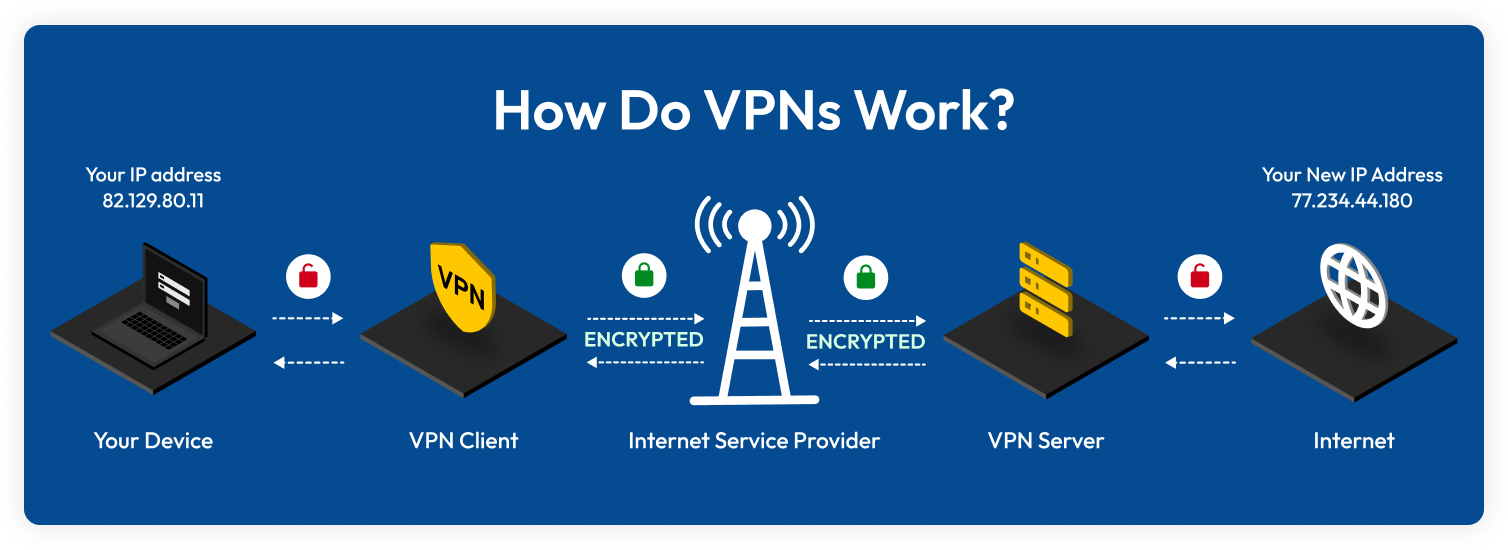 How Do VPNs Work?
Your IP address
82.129.80.11
Your New IP Address
77.234.44.180
VPN
ENCRYPTED
ENCRYPTED
Your Device
VPN Client
Internet Service Provider
VPN Server
Internet